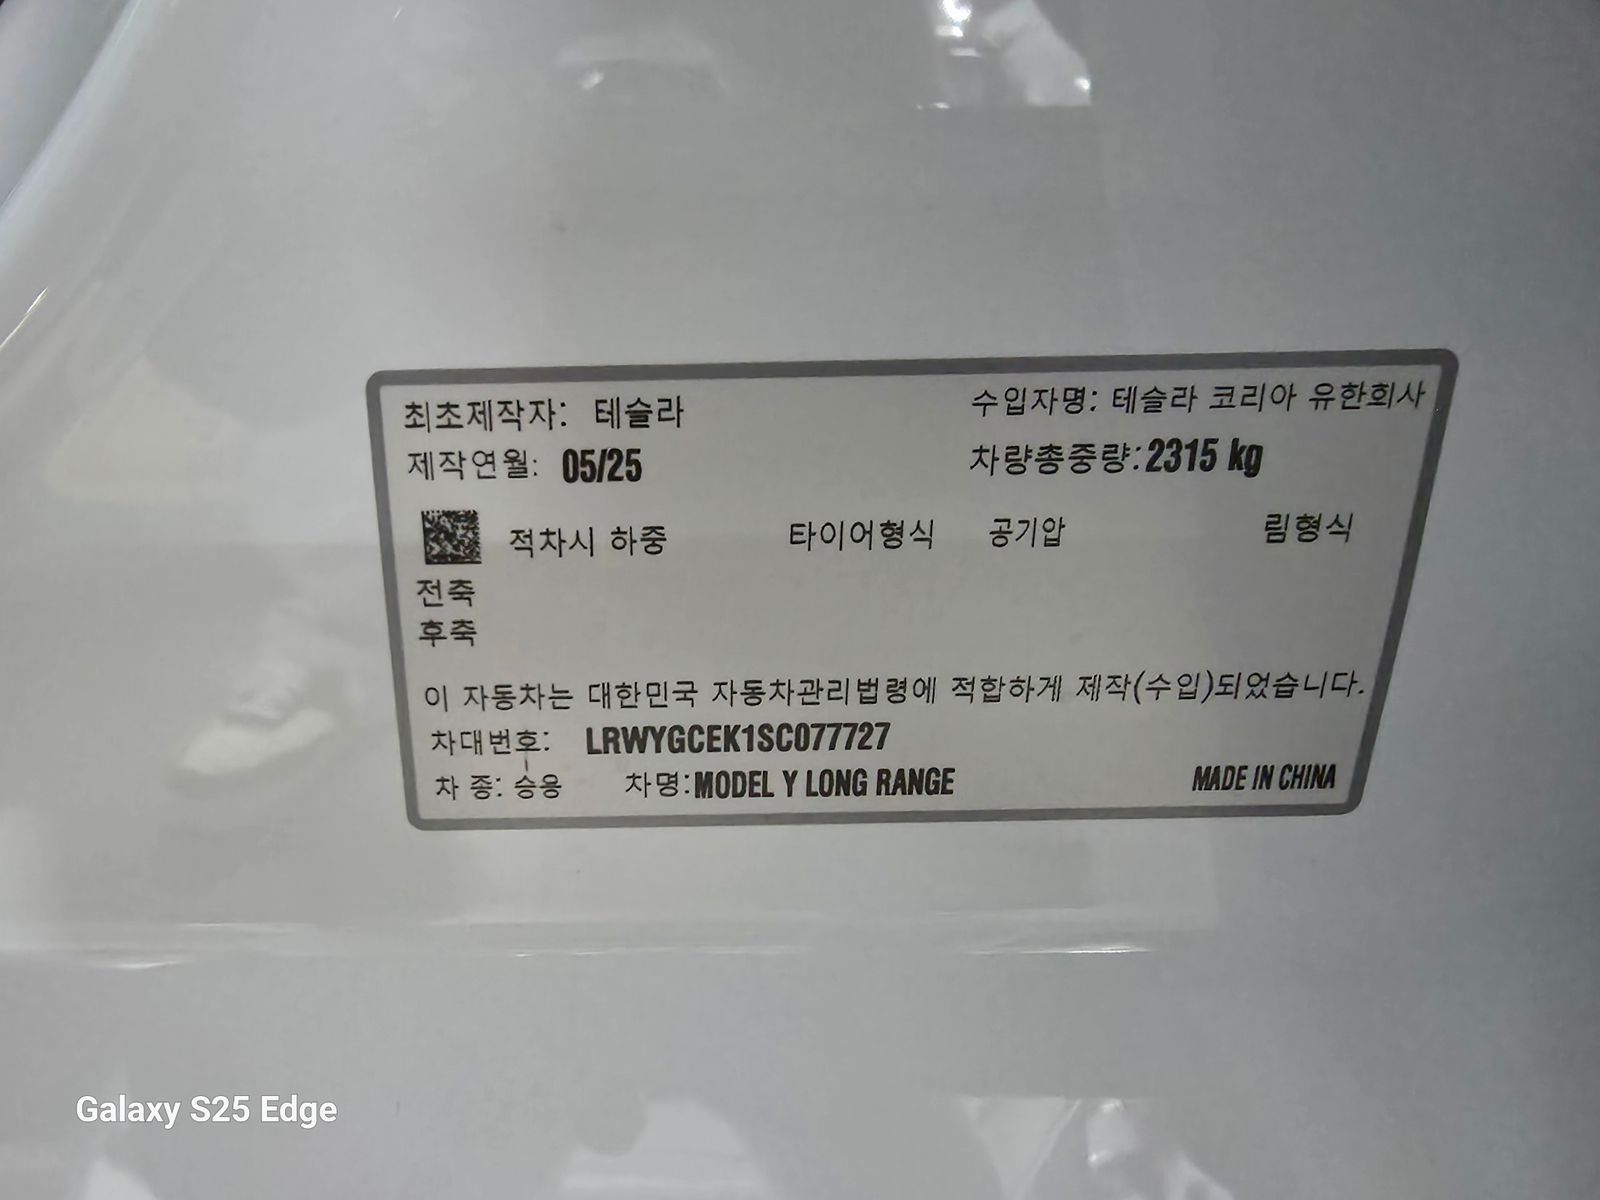 최초제작자: 테슬라 수입자명: 테슬라 코리아 유한회사
제작연월: 05/25 차량총중량: 2315 kg
적차시 하중 타이어형식 공기압 림형식
전축
후축
이 자동차는 대한민국 자동차관리법령에 적합하게 제작(수입)되었습니다.
차대번호: LRWYGCEK1SC077727
차 종: 승용 차명: MODEL Y LONG RANGE MADE IN CHINA
Galaxy S25 Edge